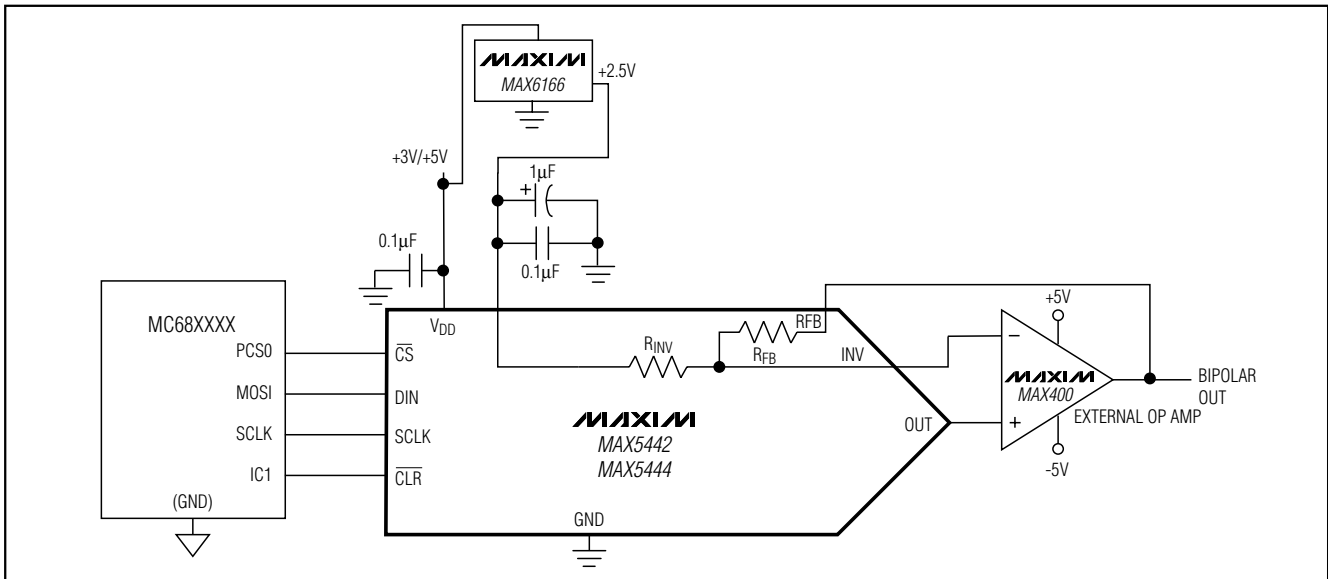 MAXIM
MAX6166
+2.5V
+3V/+5V
1µF
+
0.1µF
0.1µF
MC68XXXX
PCS0
MOSI
SCLK
IC1
(GND)
VDD
CS
DIN
SCLK
CLR
RINV
RFB
RFB
INV
MAXIM
MAX5442
MAX5444
OUT
GND
+5V
−
MAXIM
MAX400
+
-5V
EXTERNAL OP AMP
BIPOLAR
OUT